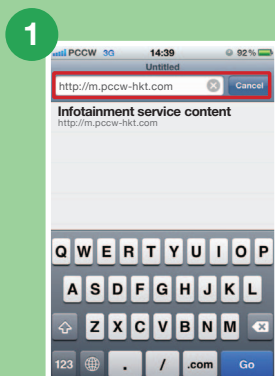 1
PCCW 3G 14:39 92%
Untitled
http://m.pccw-hkt.com Cancel
Infotainment service content
http://m.pccw-hkt.com
Q W E R T Y U I O P
A S D F G H J K L
Z X C V B N M
123 . / .com Go